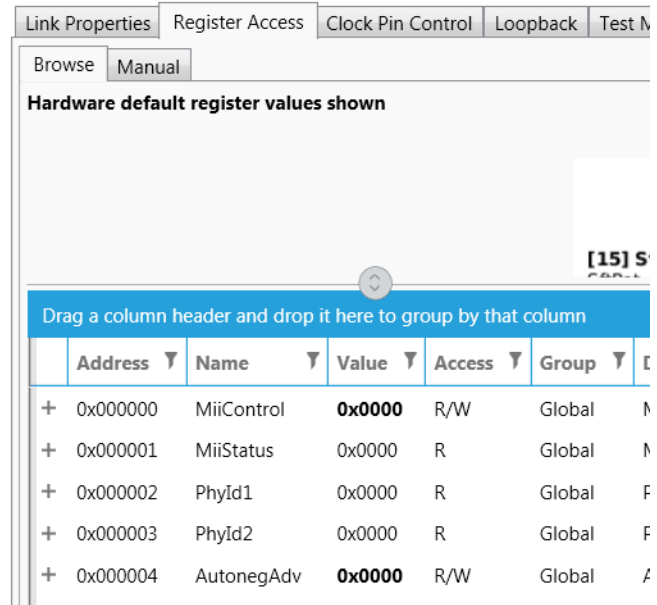 Link Properties Register Access Clock Pin Control Loopback Test
Browse Manual
Hardware default register values shown
[15]
Drag a column header and drop it here to group by that column
Address Name Value Access Group
0x000000 MiiControl 0x0000 R/W Global
0x000001 MiiStatus 0x0000 R Global
0x000002 PhyId1 0x0000 R Global
0x000003 PhyId2 0x0000 R Global
0x000004 AutonegAdv 0x0000 R/W Global